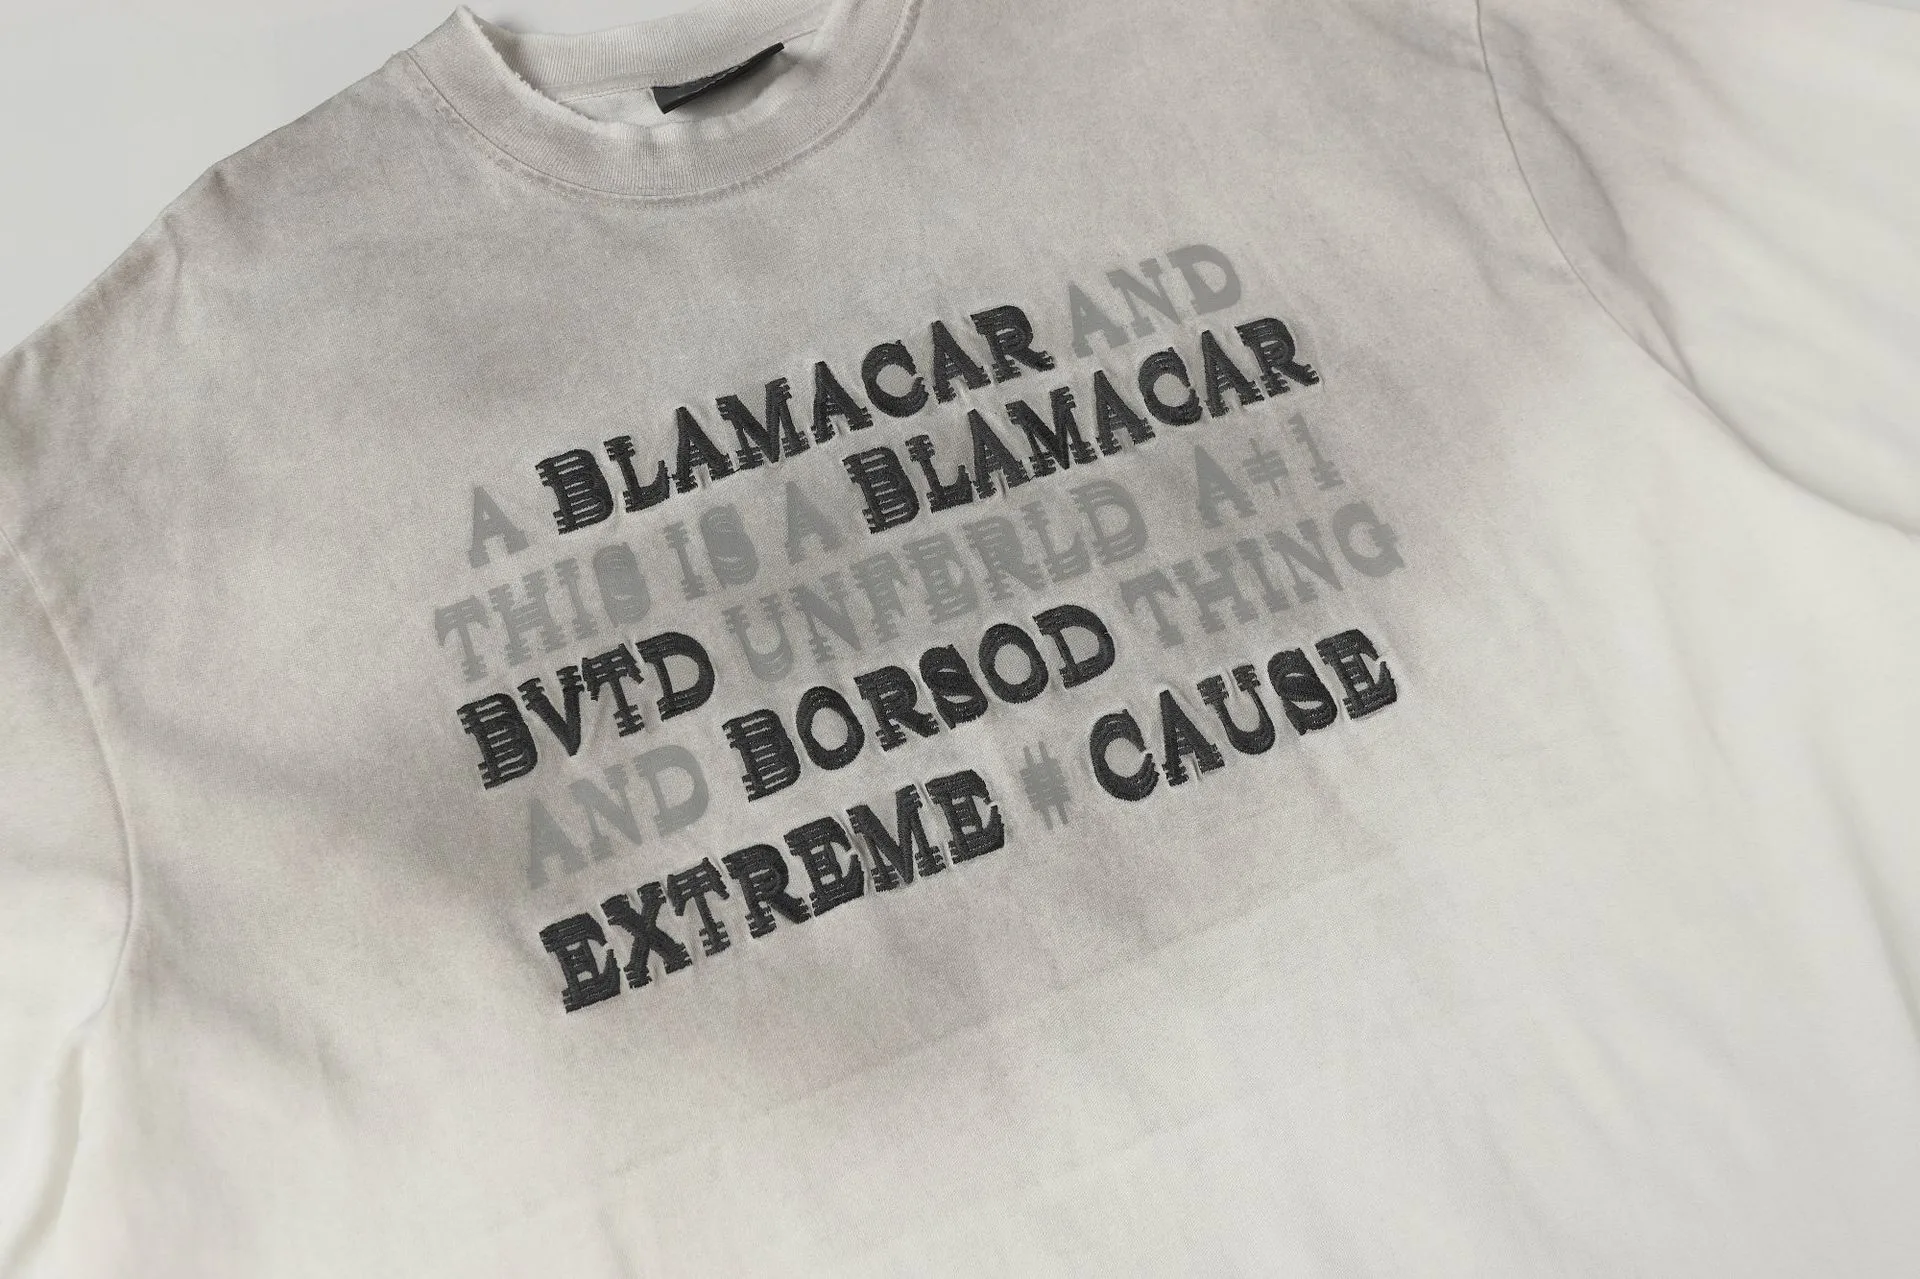 A BLAMACAR AND
THIS IS A BLAMACAR
BVTD UNFERLD A+1
AND BORSOD THING
EXTREME # CAUSE